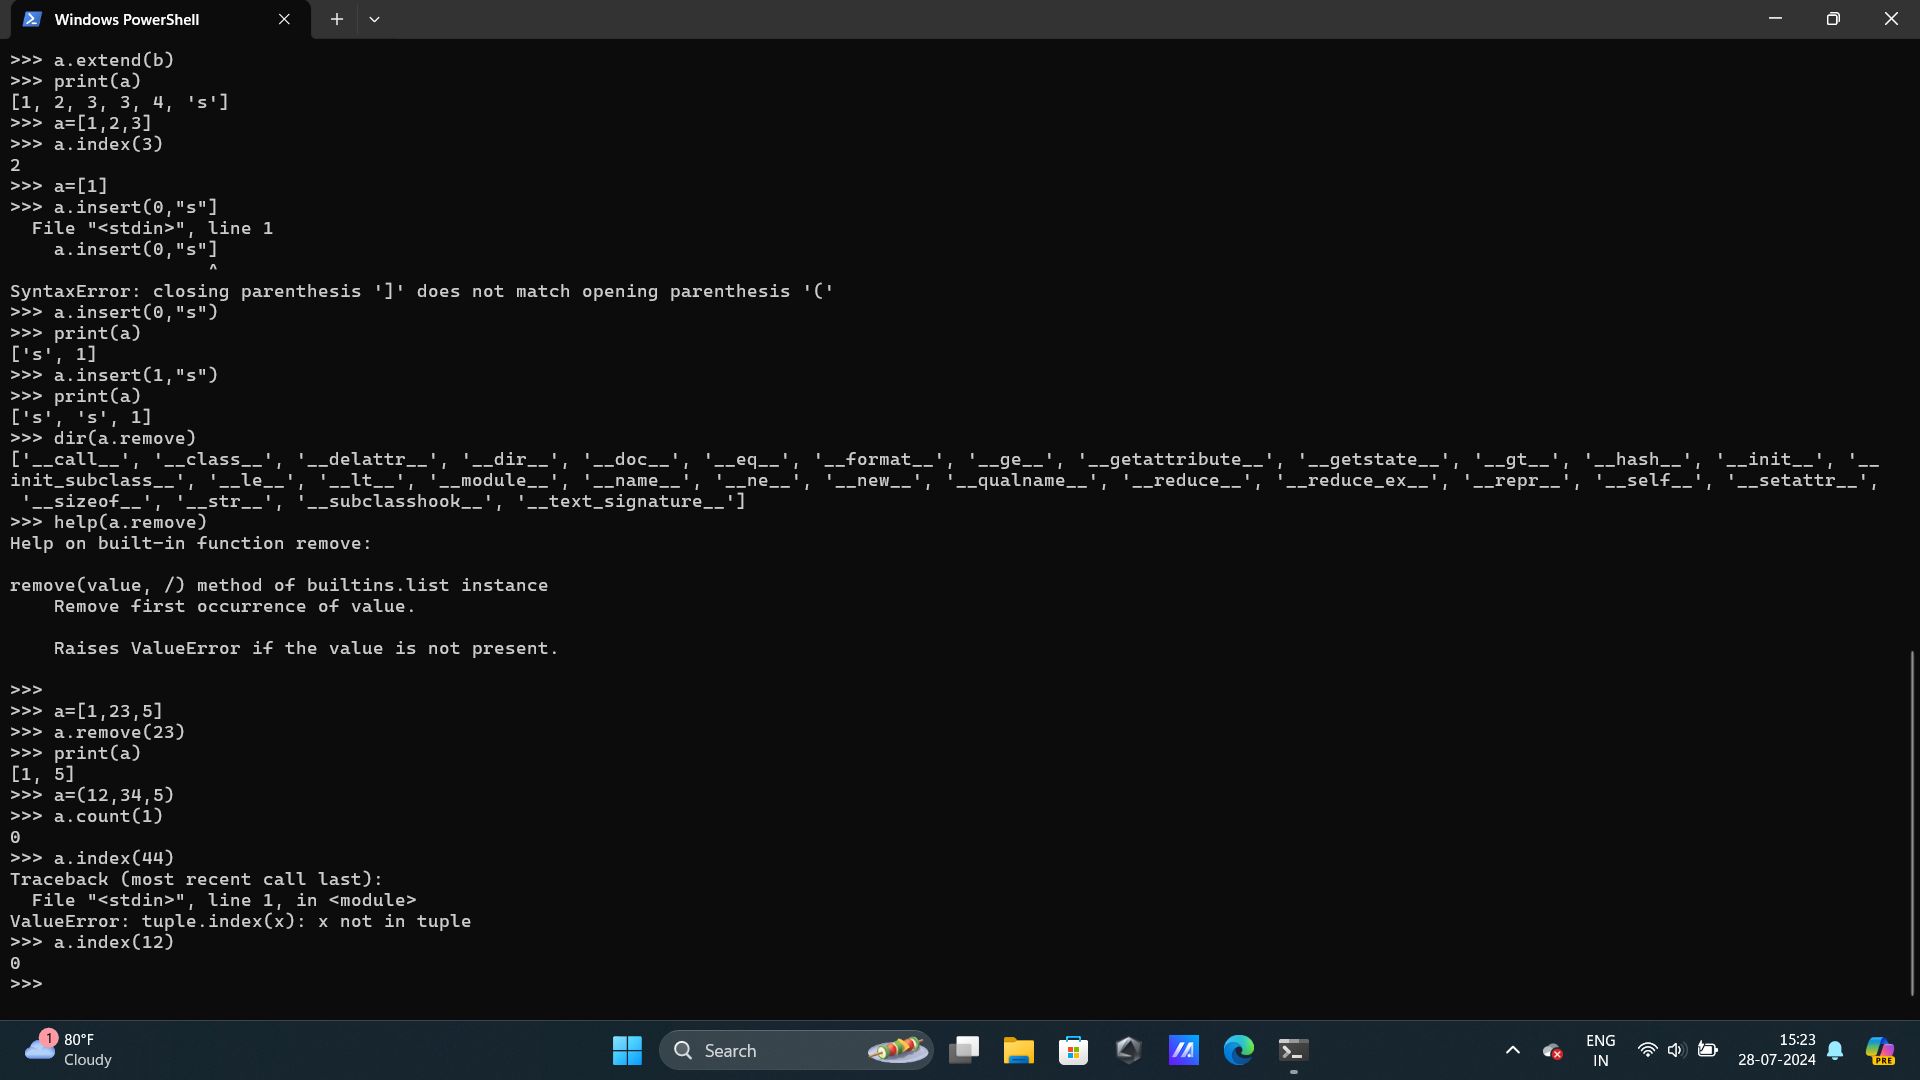 Windows PowerShell
>>> a.extend(b)
>>> print(a)
[1, 2, 3, 3, 4, 's']
>>> a=[1,2,3]
>>> a.index(3)
2
>>> a=[1]
>>> a.insert(0,"s"]
  File "<stdin>", line 1
    a.insert(0,"s"]
                  ^
SyntaxError: closing parenthesis ']' does not match opening parenthesis '('
>>> a.insert(0,"s")
>>> print(a)
['s', 1]
>>> a.insert(1,"s")
>>> print(a)
['s', 's', 1]
>>> dir(a.remove)
['__call__', '__class__', '__delattr__', '__dir__', '__doc__', '__eq__', '__format__', '__ge__', '__getattribute__', '__getstate__', '__gt__', '__hash__', '__init__', '__
init_subclass__', '__le__', '__lt__', '__module__', '__name__', '__ne__', '__new__', '__qualname__', '__reduce__', '__reduce_ex__', '__repr__', '__self__', '__setattr__',
 '__sizeof__', '__str__', '__subclasshook__', '__text_signature__']
>>> help(a.remove)
Help on built-in function remove:
remove(value, /) method of builtins.list instance
    Remove first occurrence of value.
    Raises ValueError if the value is not present.
>>>
>>> a=[1,23,5]
>>> a.remove(23)
>>> print(a)
[1, 5]
>>> a=(12,34,5)
>>> a.count(1)
0
>>> a.index(44)
Traceback (most recent call last):
  File "<stdin>", line 1, in <module>
ValueError: tuple.index(x): x not in tuple
>>> a.index(12)
0
>>>
1
80°F
Cloudy
Search
ENG
IN
15:23
28-07-2024
PRE